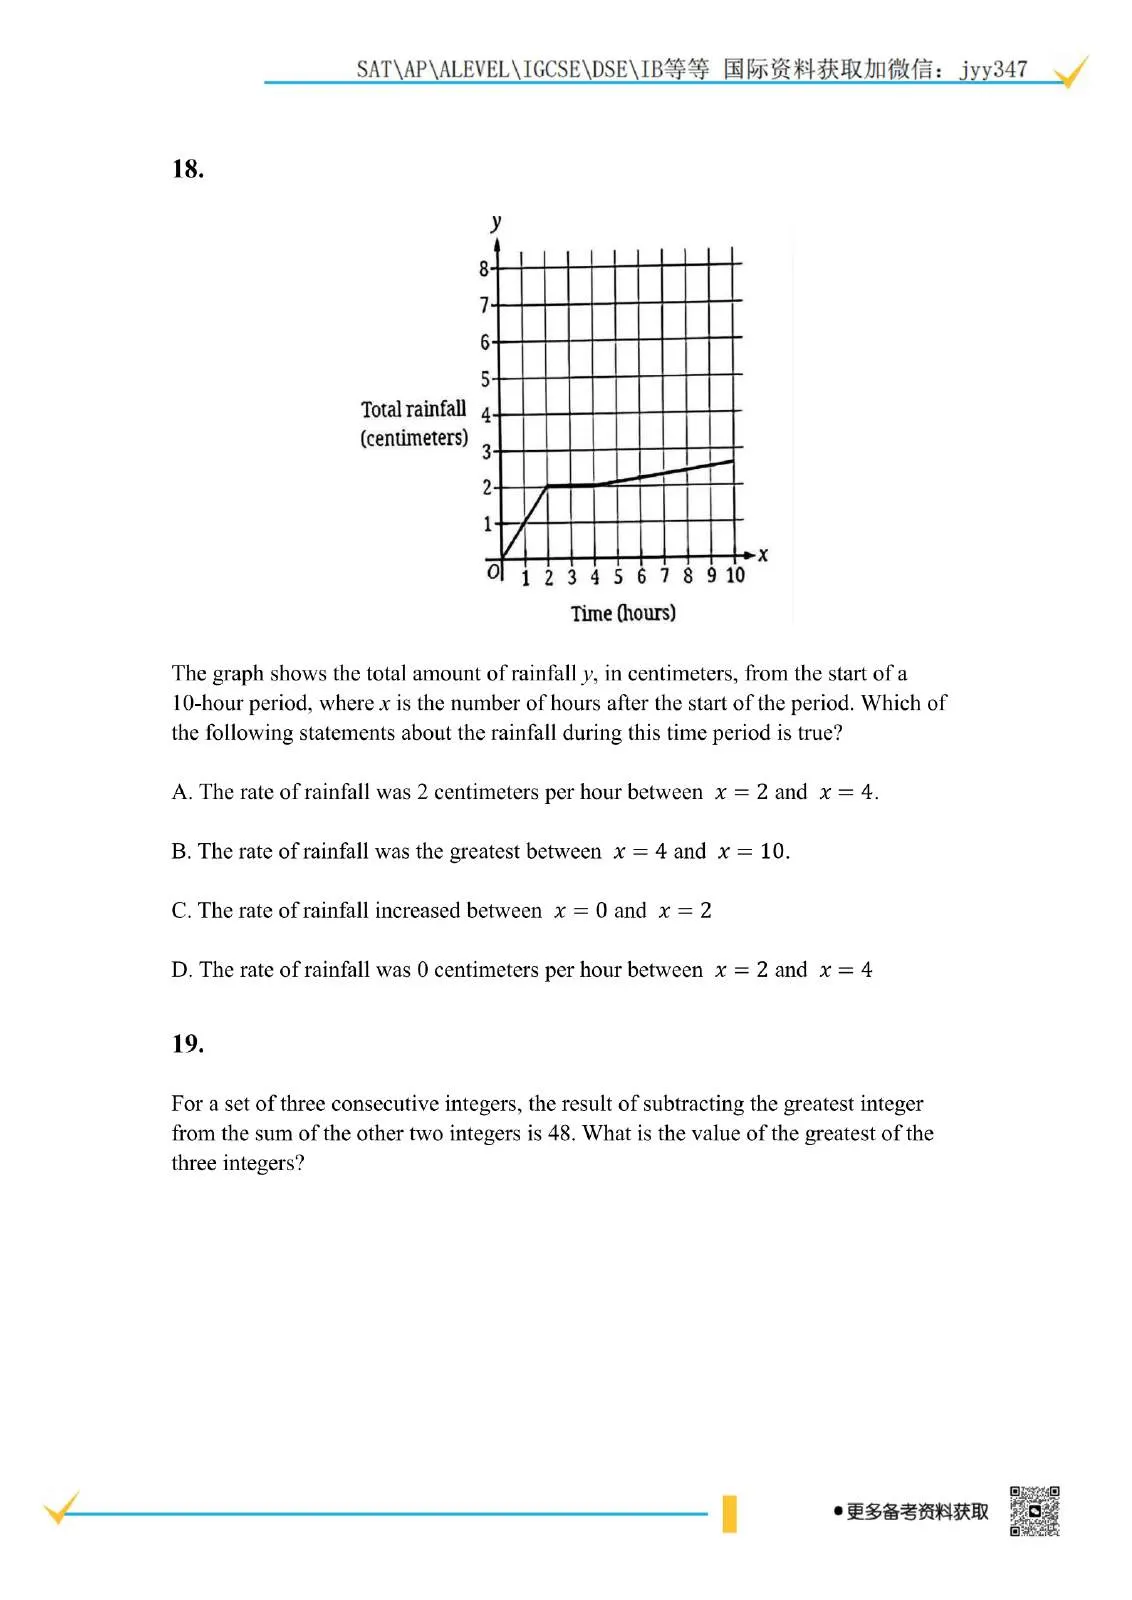 SAT\AP\ALEVEL\IGCSE\DSE\IB等等 国际资料获取加微信：jyy347
18.
y
8
7
6
5
Total rainfall
4
(centimeters)
3
2
1
x
O
1 2 3 4 5 6 7 8 9 10
Time (hours)
The graph shows the total amount of rainfall y, in centimeters, from the start of a
10-hour period, where x is the number of hours after the start of the period. Which of
the following statements about the rainfall during this time period is true?
A. The rate of rainfall was 2 centimeters per hour between x = 2 and x = 4.
B. The rate of rainfall was the greatest between x = 4 and x = 10.
C. The rate of rainfall increased between x = 0 and x = 2
D. The rate of rainfall was 0 centimeters per hour between x = 2 and x = 4
19.
For a set of three consecutive integers, the result of subtracting the greatest integer
from the sum of the other two integers is 48. What is the value of the greatest of the
three integers?
•更多备考资料获取